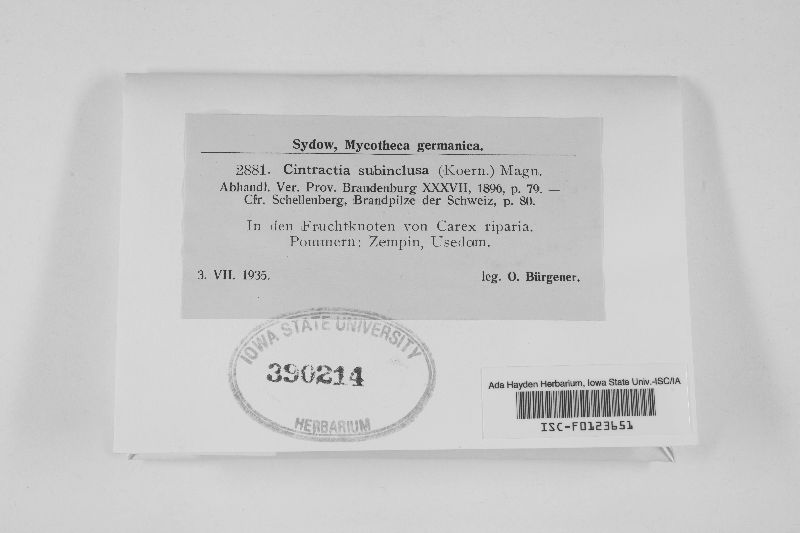 Sydow, Mycotheca germanica.
2881. Cintractia subinclusa (Koern.) Magn.
Abhandl. Ver. Prov. Brandenburg XXXVII, 1896, p. 79. —
Cfr. Schellenberg, Brandpilze der Schweiz, p. 80.
In den Fruchtknoten von Carex riparia.
Pommern: Zempin, Usedom.
3. VII. 1935. leg. O. Bürgener.
IOWA STATE UNIVERSITY
390214
HERBARIUM
Ada Hayden Herbarium, Iowa State Univ.-ISC/IA
ISC-F0123651